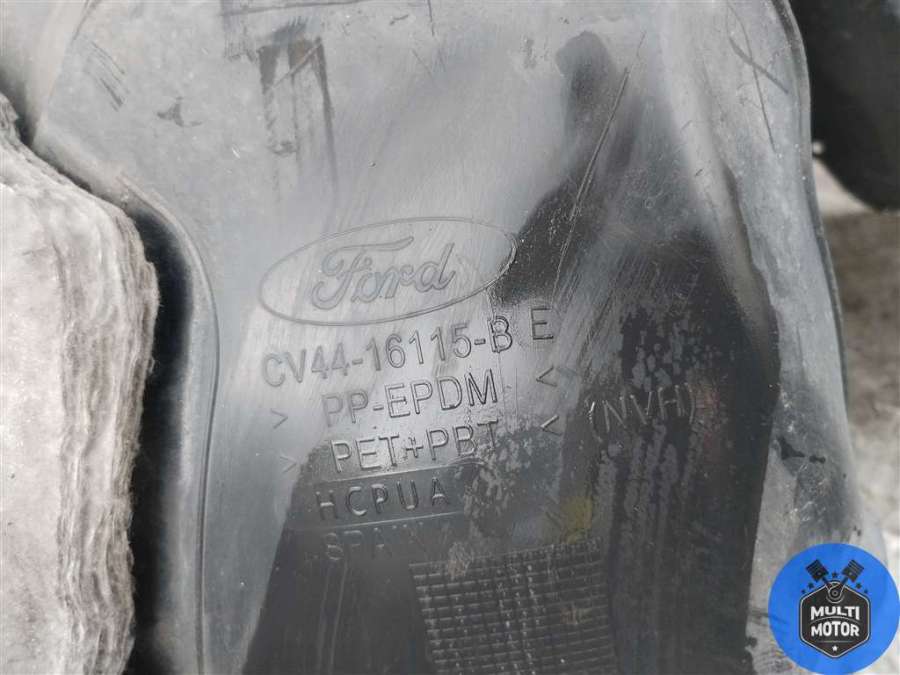 Ford
CV44-16115-B E
> PP-EPDM <
> PET+PBT < (NVH)
HCPUA
MULTI
MOTOR